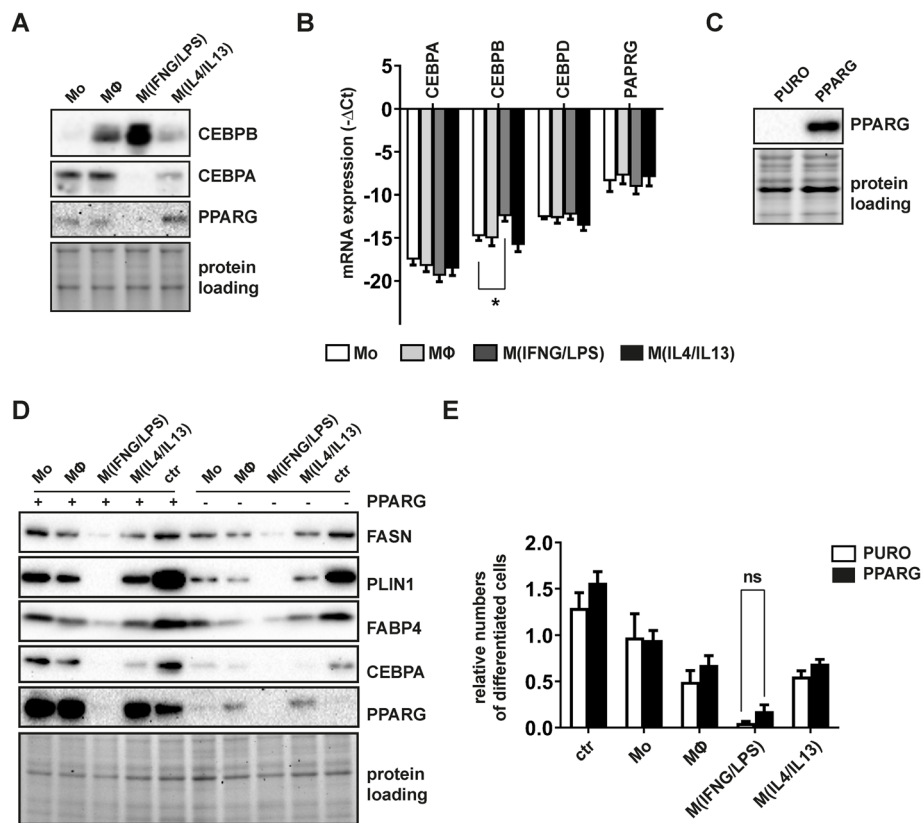 A
Mo
MΦ
M(IFNG/LPS)
M(IL4/IL13)
CEBPB
CEBPA
PPARG
protein
loading
B
CEBPA
CEBPB
CEBPD
PAPRG
mRNA expression (-ΔCt)
0
-5
-10
-15
-20
*
Mo
MΦ
M(IFNG/LPS)
M(IL4/IL13)
C
PURO
PPARG
PPARG
protein
loading
D
Mo
MΦ
M(IFNG/LPS)
M(IL4/IL13)
ctr
Mo
MΦ
M(IFNG/LPS)
M(IL4/IL13)
ctr
+ + + + + - - - - - PPARG
FASN
PLIN1
FABP4
CEBPA
PPARG
protein
loading
E
relative numbers
of differentiated cells
2.0
1.5
1.0
0.5
0.0
ns
PURO
PPARG
ctr
Mo
MΦ
M(IFNG/LPS)
M(IL4/IL13)